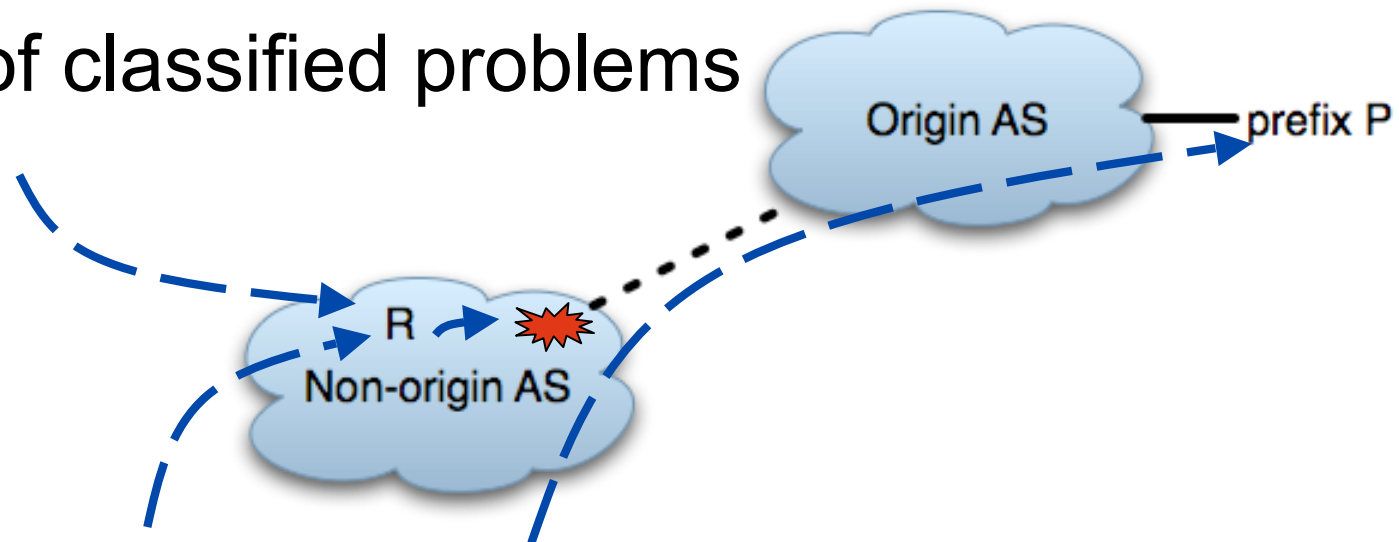 of classified problems
Origin AS
prefix P
R
Non-origin AS